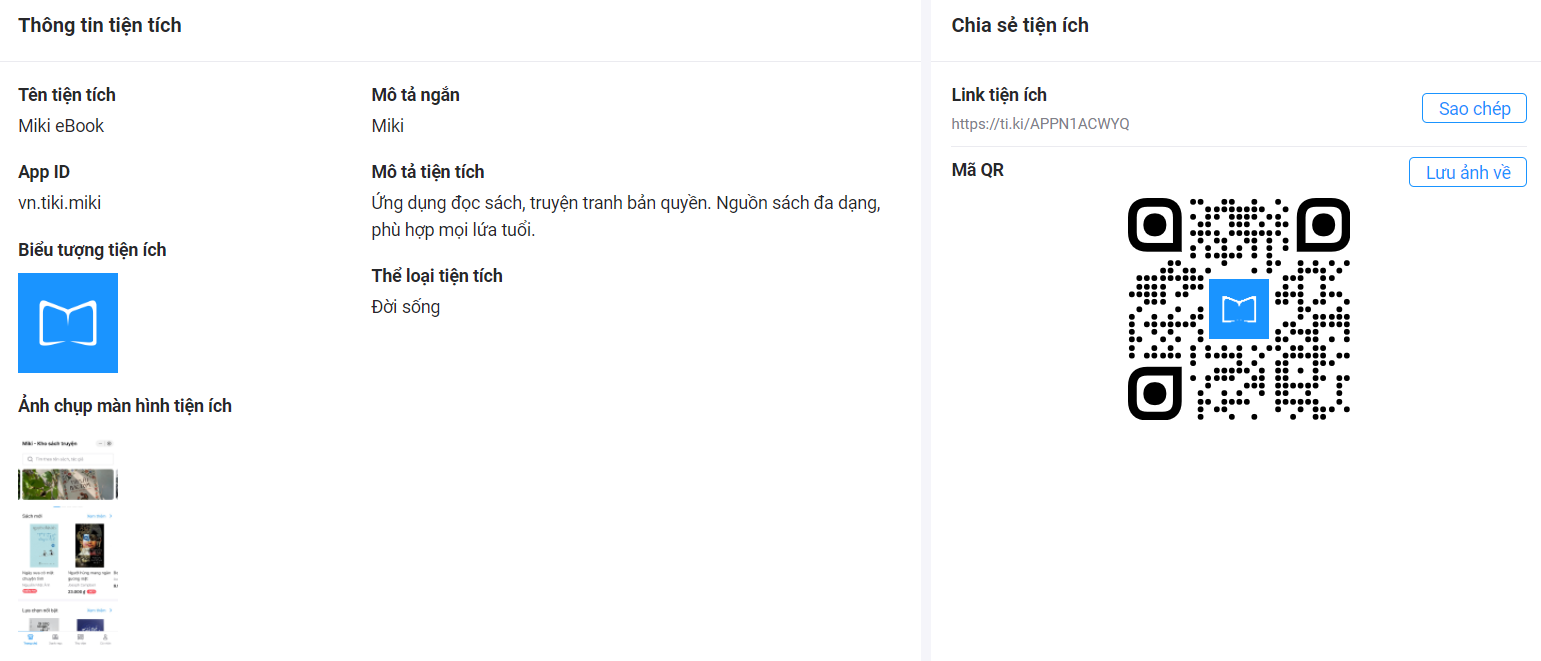 Thông tin tiện tích
Tên tiện tích
Miki eBook
App ID
vn.tiki.miki
Biểu tượng tiện ích
Ảnh chụp màn hình tiện ích
Miki - Kho sách truyện
Sách mới
Xem thêm
Lựa chọn nổi bật
Xem thêm
Mô tả ngắn
Miki
Mô tả tiện tích
Ứng dụng đọc sách, truyện tranh bản quyền. Nguồn sách đa dạng,
phù hợp mọi lứa tuổi.
Thể loại tiện tích
Đời sống
Chia sẻ tiện ích
Link tiện ích
https://ti.ki/APPN1ACWYQ
Sao chép
Mã QR
Lưu ảnh về